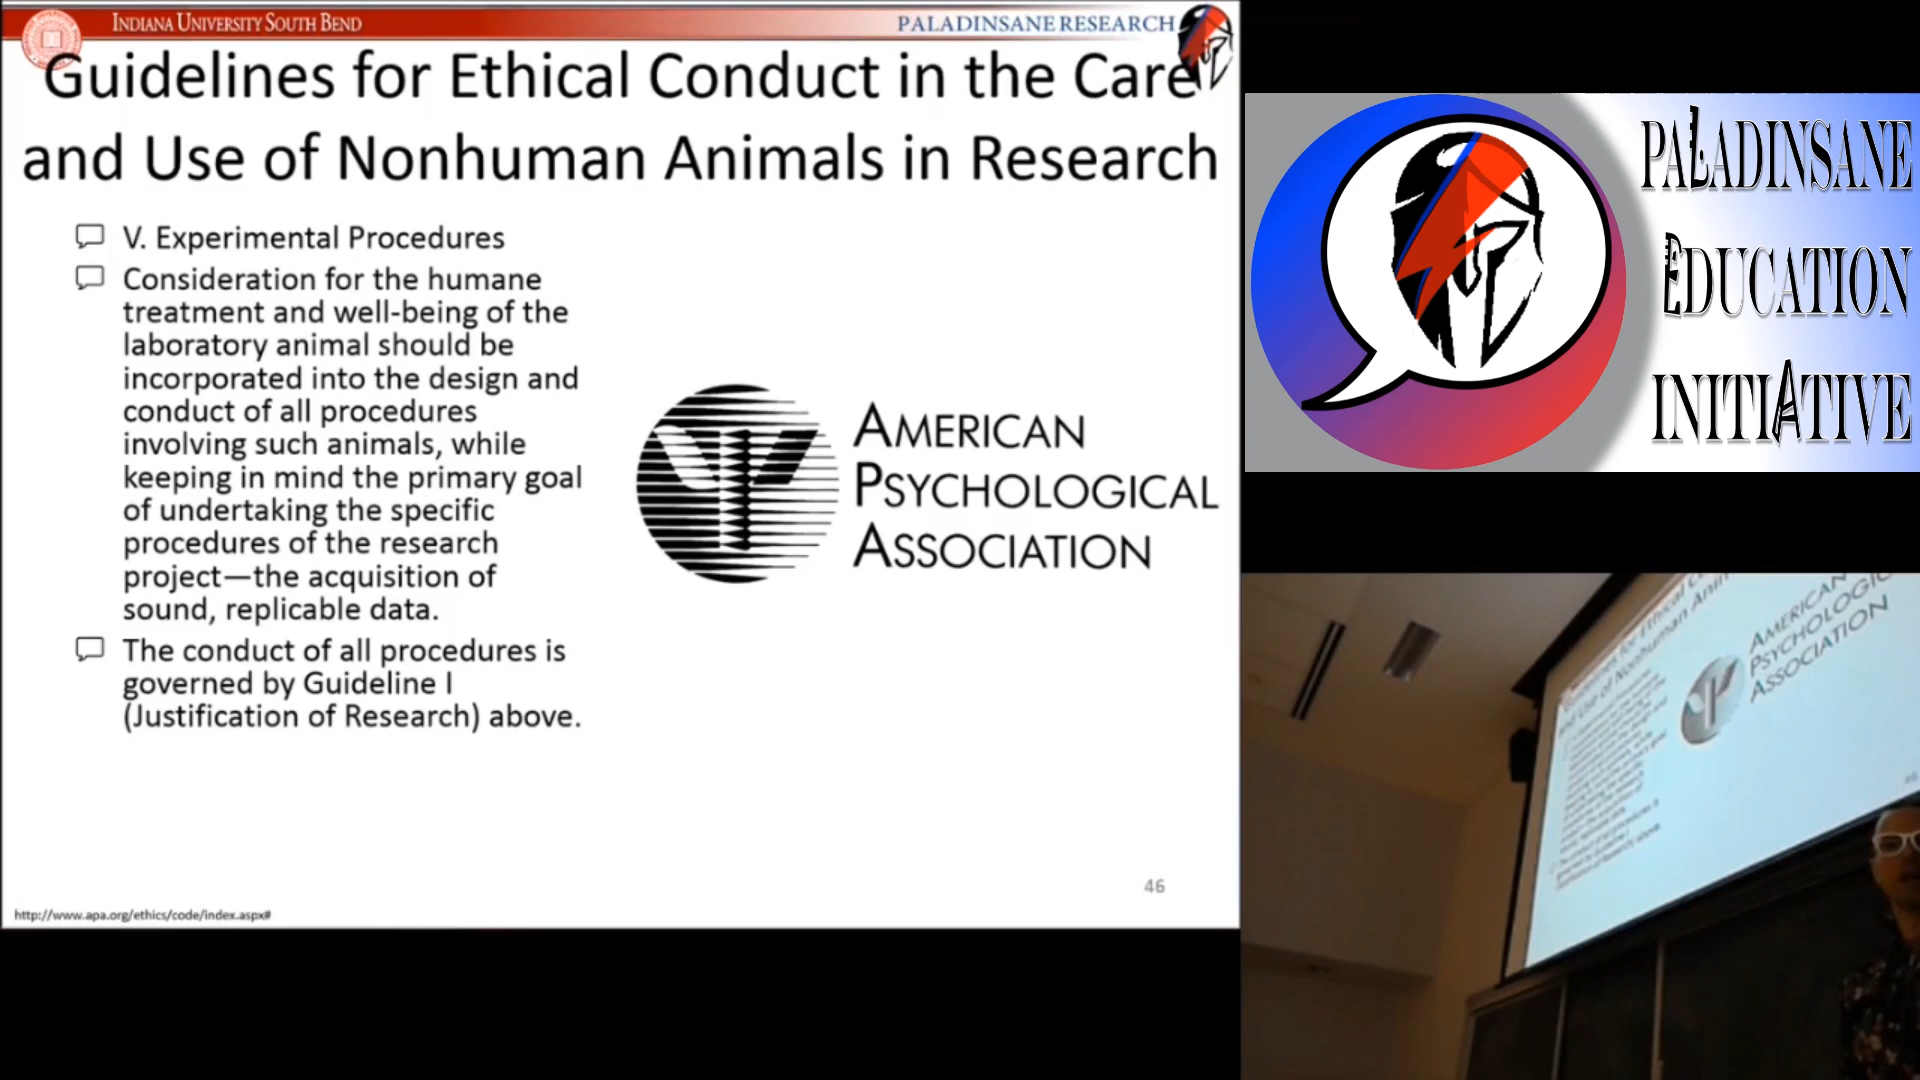 INDIANA UNIVERSITY SOUTH BEND
PALADINSANE RESEARCH
Guidelines for Ethical Conduct in the Care
and Use of Nonhuman Animals in Research
V. Experimental Procedures
Consideration for the humane
treatment and well-being of the
laboratory animal should be
incorporated into the design and
conduct of all procedures
involving such animals, while
keeping in mind the primary goal
of undertaking the specific
procedures of the research
project—the acquisition of
sound, replicable data.
The conduct of all procedures is
governed by Guideline I
(Justification of Research) above.
AMERICAN
PSYCHOLOGICAL
ASSOCIATION
46
http://www.apa.org/ethics/code/index.aspx#
PALADINSANE
EDUCATION
INITIATIVE
AMERICAN
PSYCHOLOGIC
ASSOCIATION